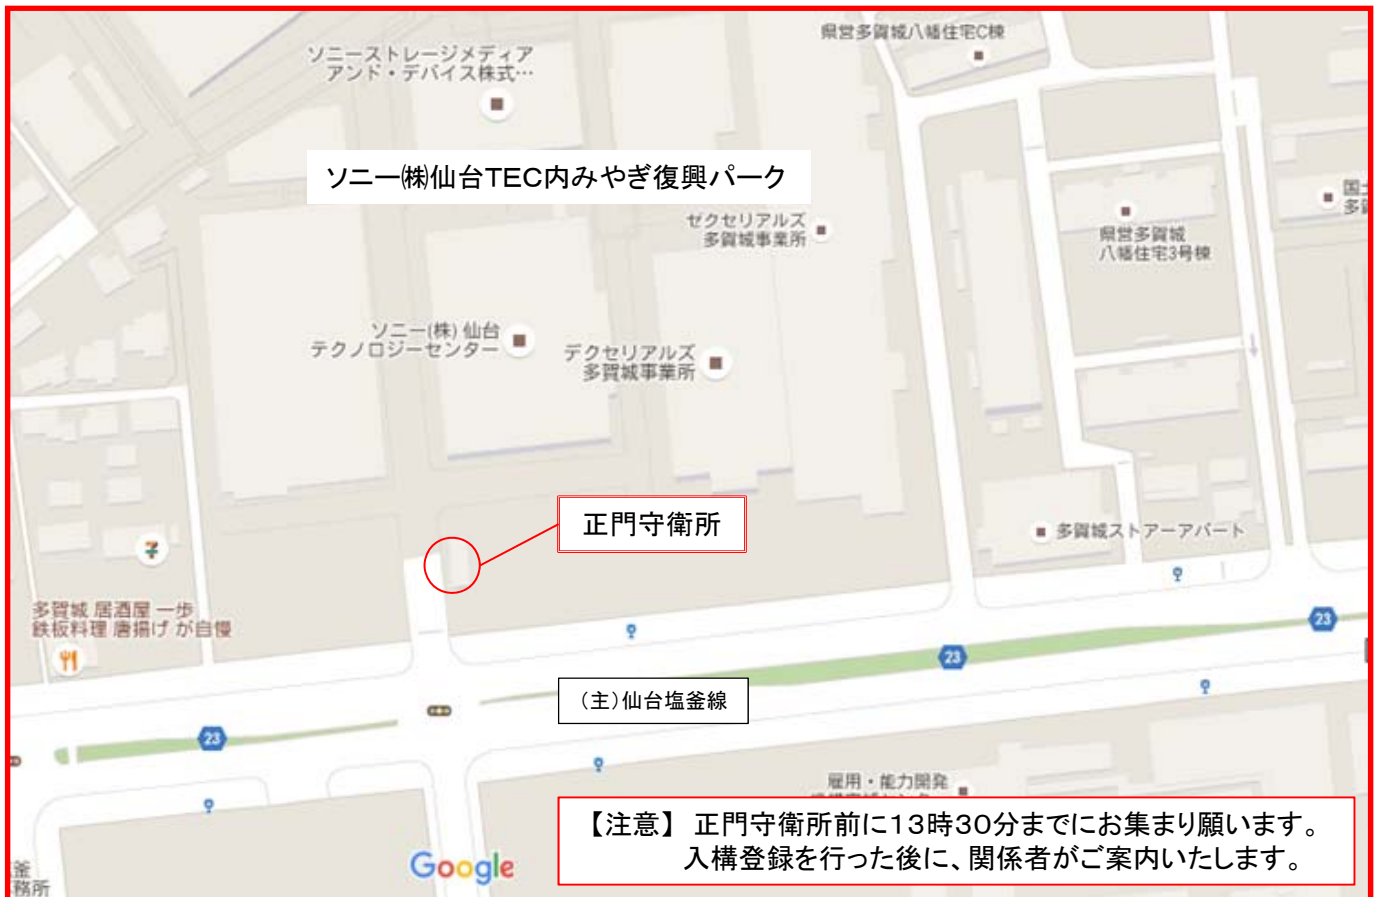 県営多賀城八幡住宅C棟
ソニーストレージメディア
アンド・デバイス株式…
ソニー㈱仙台TEC内みやぎ復興パーク
国土
多賀
ゼクセリアルズ
多賀城事業所
県営多賀城
八幡住宅3号棟
ソニー(株) 仙台
テクノロジーセンター
デクセリアルズ
多賀城事業所
正門守衛所
多賀城ストアーアパート
多賀城 居酒屋 一歩
鉄板料理 唐揚げ が自慢
23
23
(主)仙台塩釜線
23
雇用・能力開発
【注意】 正門守衛所前に13時30分までにお集まり願います。
入構登録を行った後に、関係者がご案内いたします。
Google
釜
務所